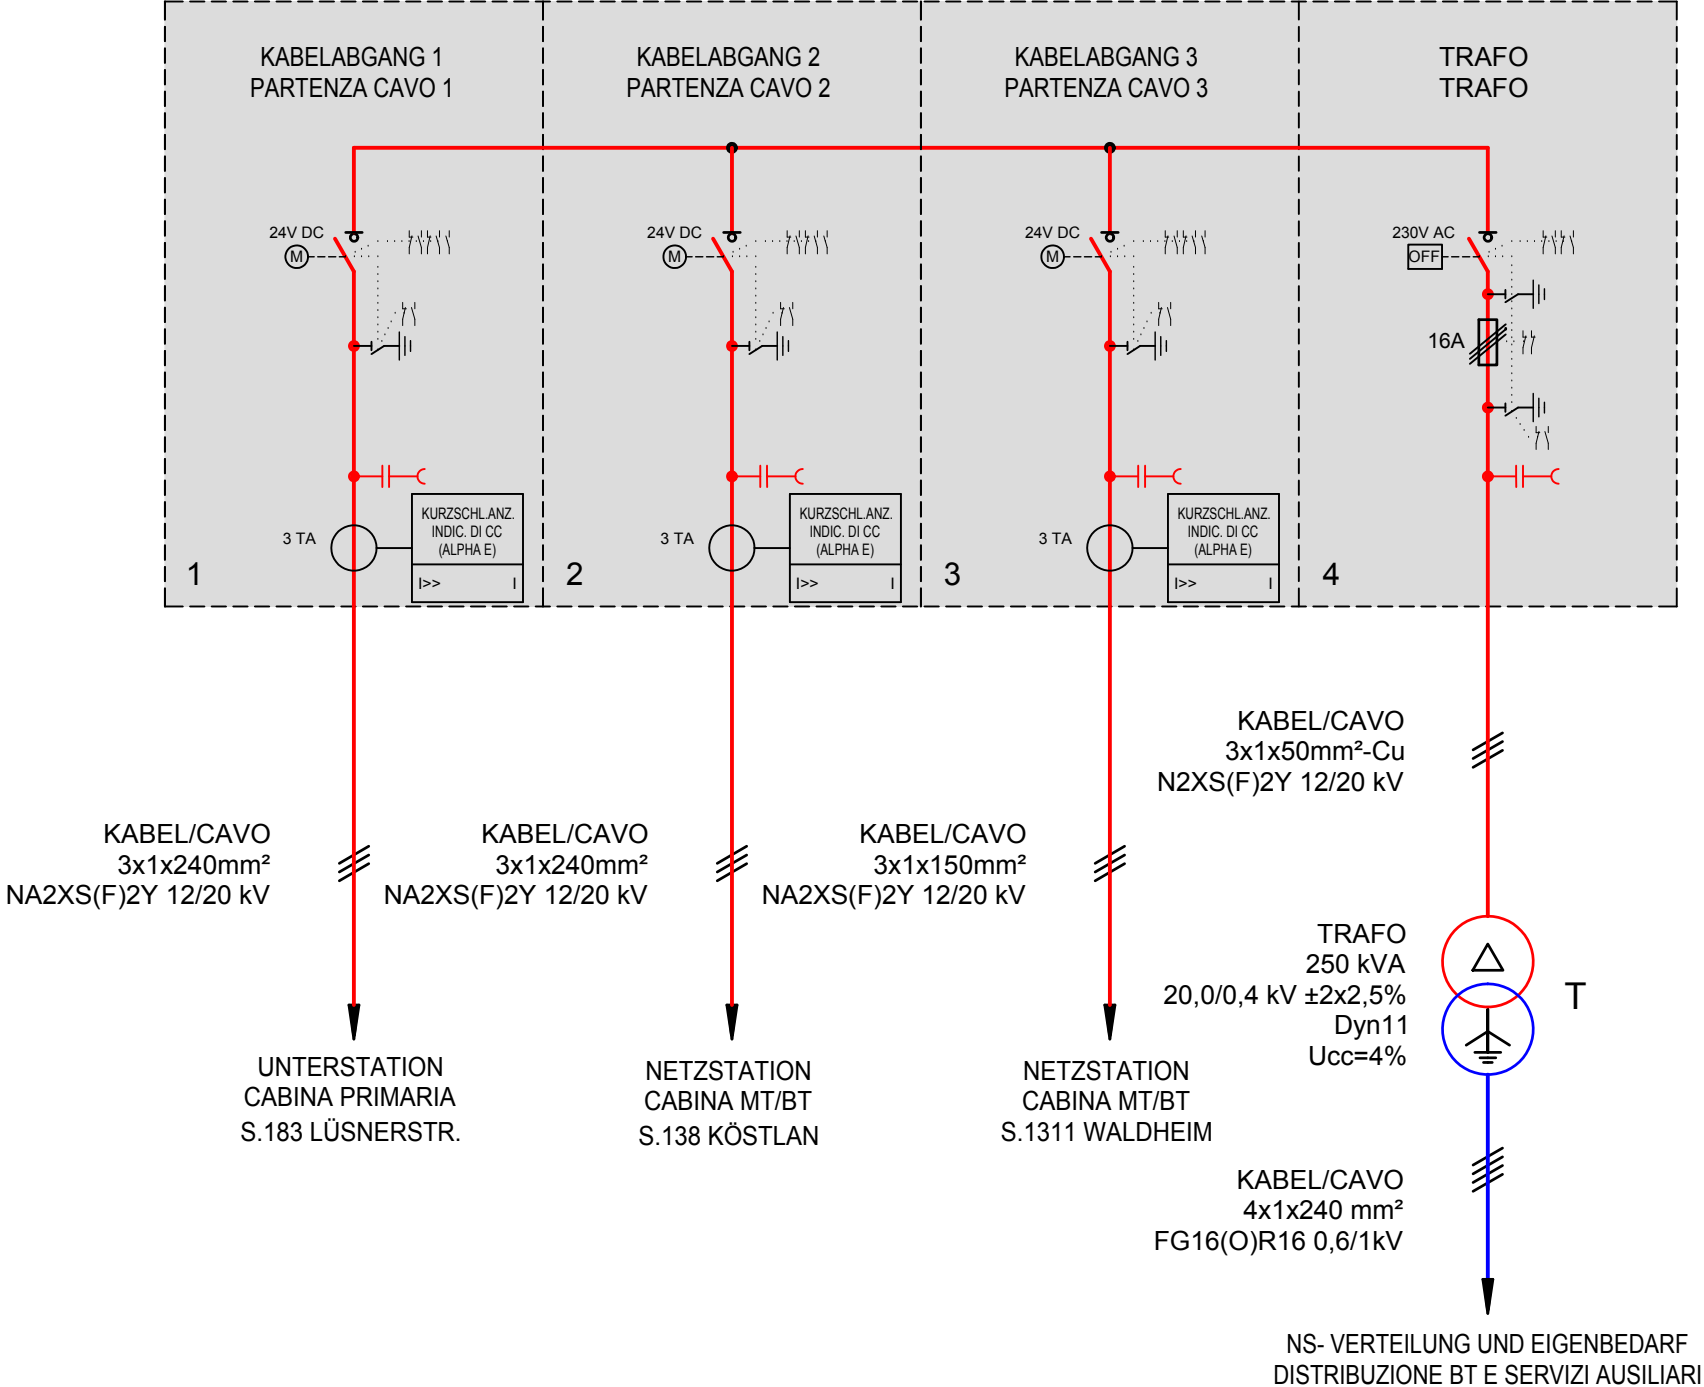 KABELABGANG 1
PARTENZA CAVO 1
KABELABGANG 2
PARTENZA CAVO 2
KABELABGANG 3
PARTENZA CAVO 3
TRAFO
TRAFO
24V DC
M
24V DC
M
24V DC
M
230V AC
OFF
16A
3 TA
KURZSCHL.ANZ.
INDIC. DI CC
(ALPHA E)
I>> I
1
3 TA
KURZSCHL.ANZ.
INDIC. DI CC
(ALPHA E)
I>> I
2
3 TA
KURZSCHL.ANZ.
INDIC. DI CC
(ALPHA E)
I>> I
3
4
KABEL/CAVO
3x1x50mm²-Cu
N2XS(F)2Y 12/20 kV
KABEL/CAVO
3x1x240mm²
NA2XS(F)2Y 12/20 kV
KABEL/CAVO
3x1x240mm²
NA2XS(F)2Y 12/20 kV
KABEL/CAVO
3x1x150mm²
NA2XS(F)2Y 12/20 kV
TRAFO
250 kVA
20,0/0,4 kV ±2x2,5%
Dyn11
Ucc=4%
T
UNTERSTATION
CABINA PRIMARIA
S.183 LÜSNERSTR.
NETZSTATION
CABINA MT/BT
S.138 KÖSTLAN
NETZSTATION
CABINA MT/BT
S.1311 WALDHEIM
KABEL/CAVO
4x1x240 mm²
FG16(O)R16 0,6/1kV
NS- VERTEILUNG UND EIGENBEDARF
DISTRIBUZIONE BT E SERVIZI AUSILIARI